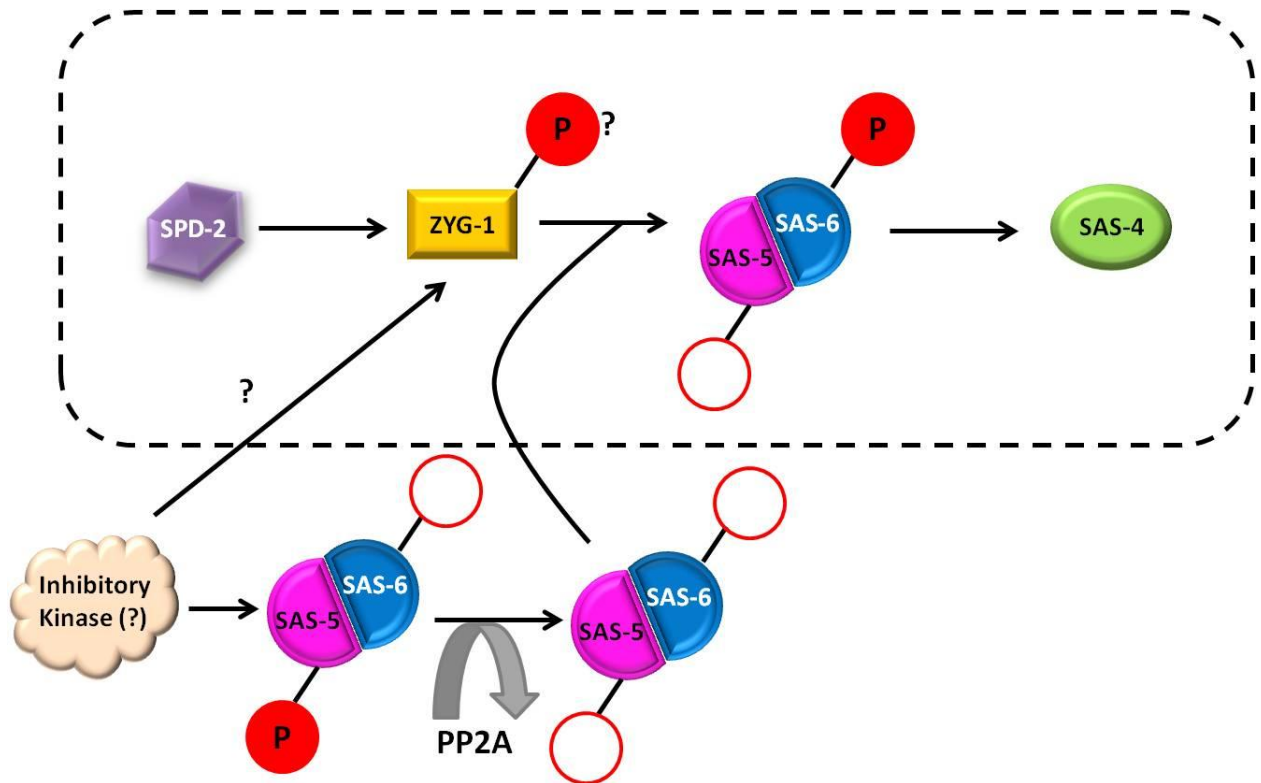 P
?
P
SPD-2
ZYG-1
SAS-6
SAS-5
SAS-4
?
Inhibitory
Kinase (?)
SAS-6
SAS-5
P
PP2A
SAS-6
SAS-5